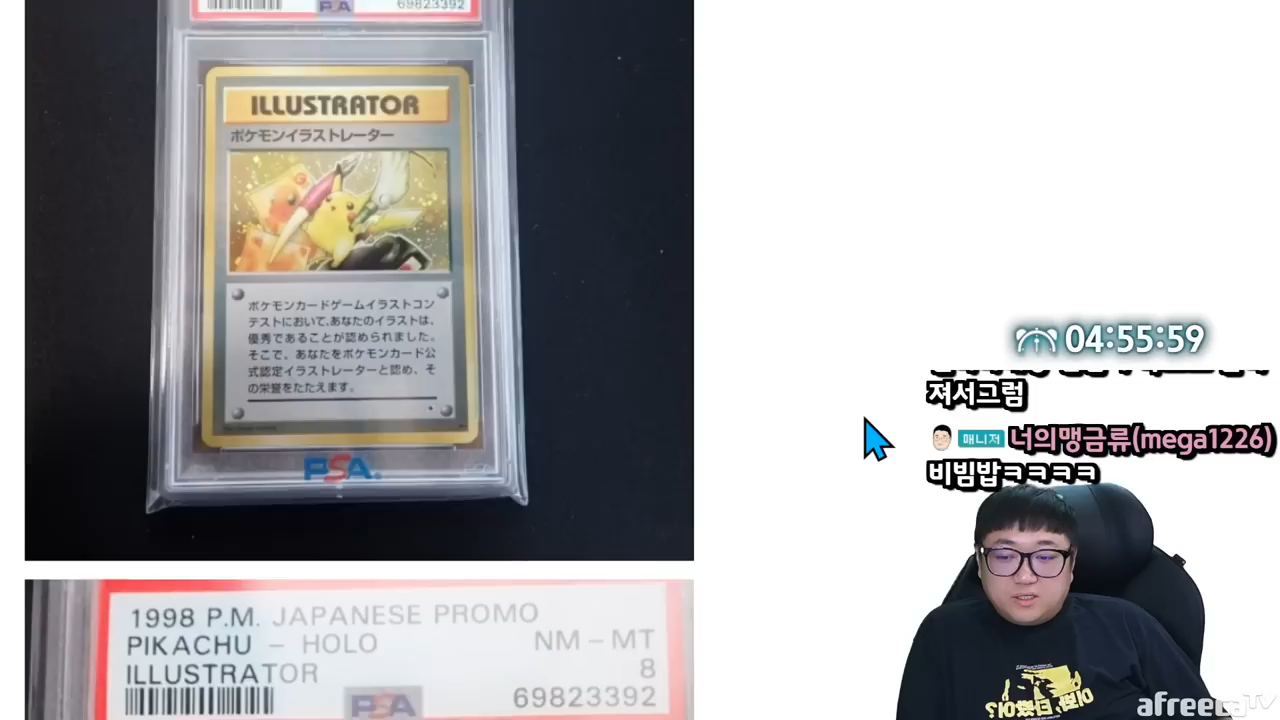 PSA
69823392
ILLUSTRATOR
ポケモンイラストレーター
ポケモンカードゲームイラストコン
テストにおいて、あなたのイラストは、
優秀であることが認められました。
そこで、あなたをポケモンカード公
式認定イラストレーターと認め、そ
の栄誉をたたえます。
PSA
1998 P.M. JAPANESE PROMO
PIKACHU – HOLO
NM – MT
ILLUSTRATOR
8
PSA
69823392
04:55:59
져서그럼
매니저 너의맹금류(mega1226)
비빔밥ㅋㅋㅋㅋ
afreecaTV